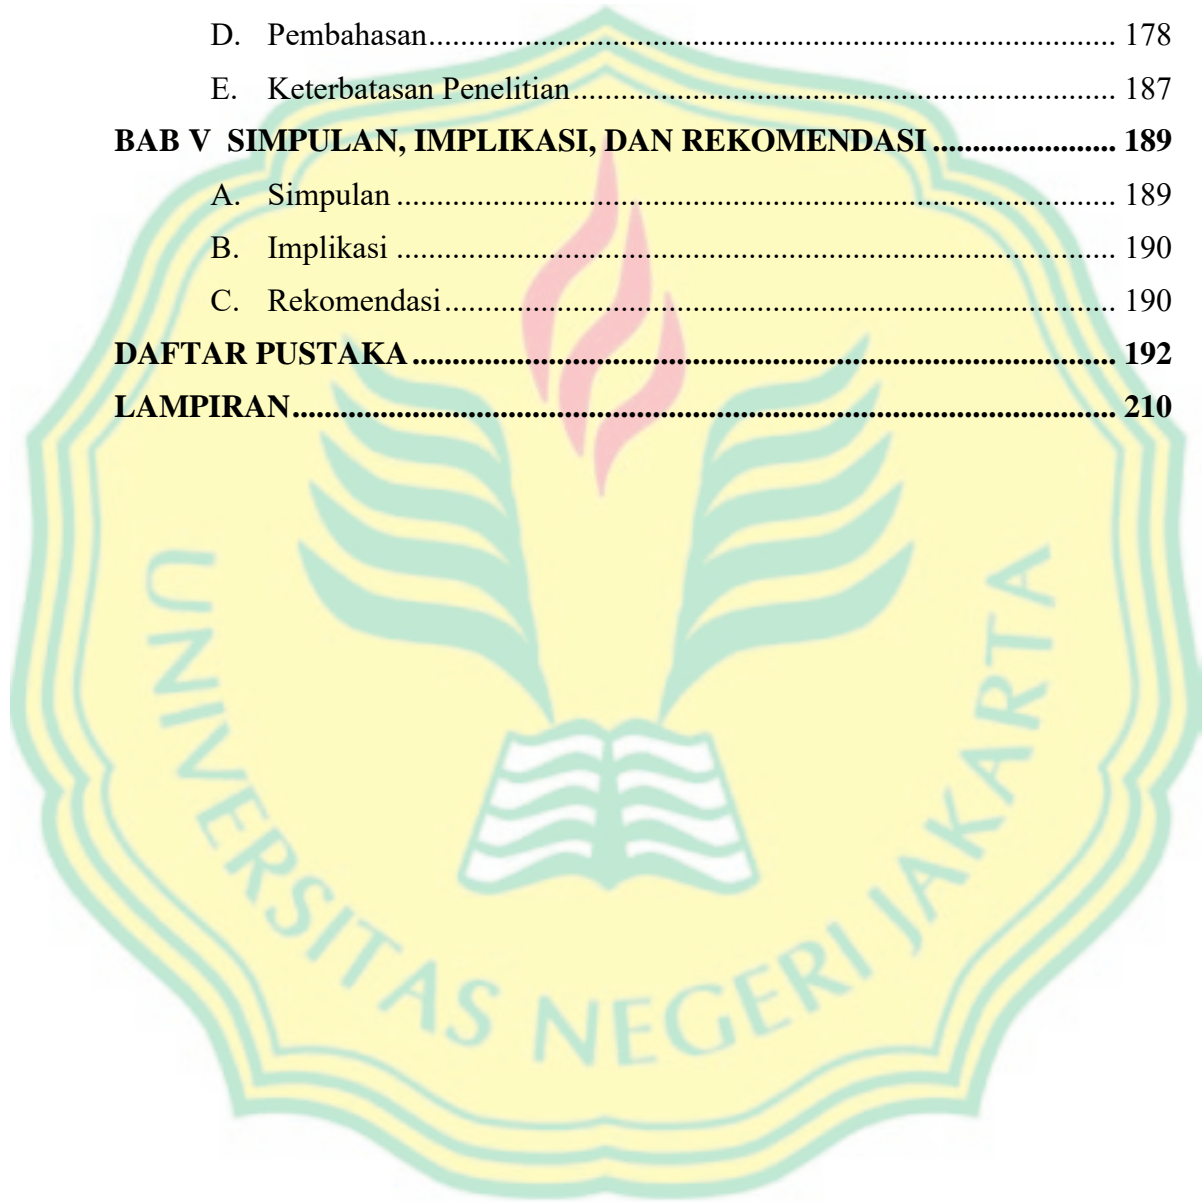 D. Pembahasan.......................................................................................... 178
E. Keterbatasan Penelitian....................................................................... 187
BAB V SIMPULAN, IMPLIKASI, DAN REKOMENDASI ....................... 189
A. Simpulan .............................................................................................. 189
B. Implikasi .............................................................................................. 190
C. Rekomendasi........................................................................................ 190
DAFTAR PUSTAKA ........................................................................................... 192
LAMPIRAN.......................................................................................................... 210
UNIVERSITAS NEGERI JAKARTA